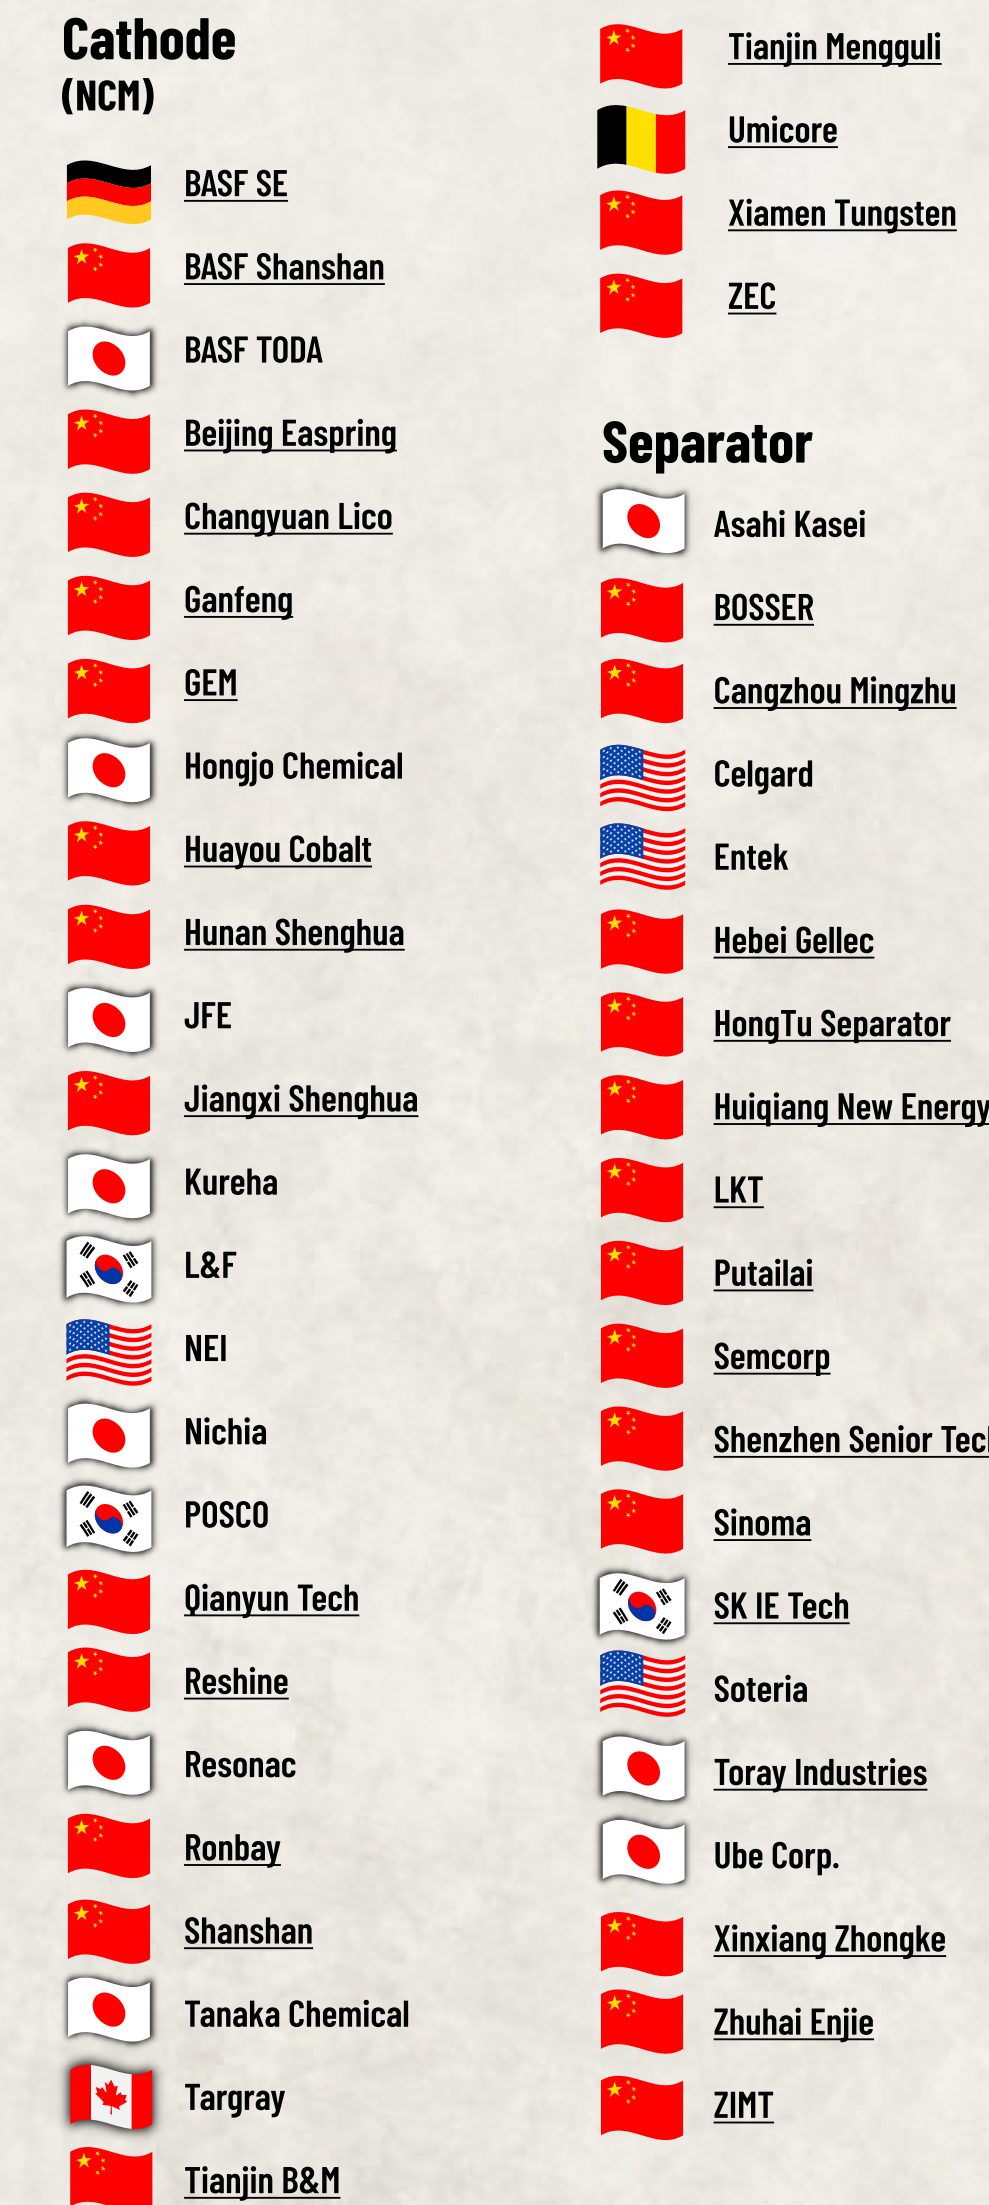 Cathode
(NCM)
BASF SE
BASF Shanshan
BASF TODA
Beijing Easpring
Changyuan Lico
Ganfeng
GEM
Hongjo Chemical
Huayou Cobalt
Hunan Shenghua
JFE
Jiangxi Shenghua
Kureha
L&F
NEI
Nichia
POSCO
Qianyun Tech
Reshine
Resonac
Ronbay
Shanshan
Tanaka Chemical
Targray
Tianjin B&M
Tianjin Mengguli
Umicore
Xiamen Tungsten
ZEC
Separator
Asahi Kasei
BOSSER
Cangzhou Mingzhu
Celgard
Entek
Hebei Gellec
HongTu Separator
Huiqiang New Energy
LKT
Putailai
Semcorp
Shenzhen Senior
Sinoma
SK IE Tech
Soteria
Toray Industries
Ube Corp.
Xinxiang Zhongke
Zhuhai Enjie
ZIMT